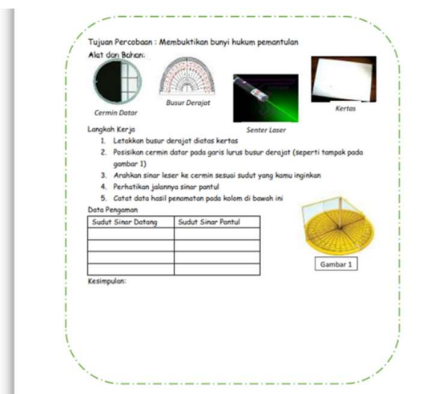 Tujuan Percobaan : Membuktikan bunyi hukum pemantulan
Alat dan Bahan:
Cermin Datar
Busur Derajat
Senter Laser
Kertas
Langkah Kerja
1. Letakkan busur derajat diatas kertas
2. Posisikan cermin datar pada garis lurus busur derajat (seperti tampak pada
gambar 1)
3. Arahkan sinar leser ke cermin sesuai sudut yang kamu inginkan
4. Perhatikan jalannya sinar pantul
5. Catat data hasil penamatan pada kolom di bawah ini
Data Pengaman
Sudut Sinar Datang
Sudut Sinar Pantul
Gambar 1
Kesimpulan: